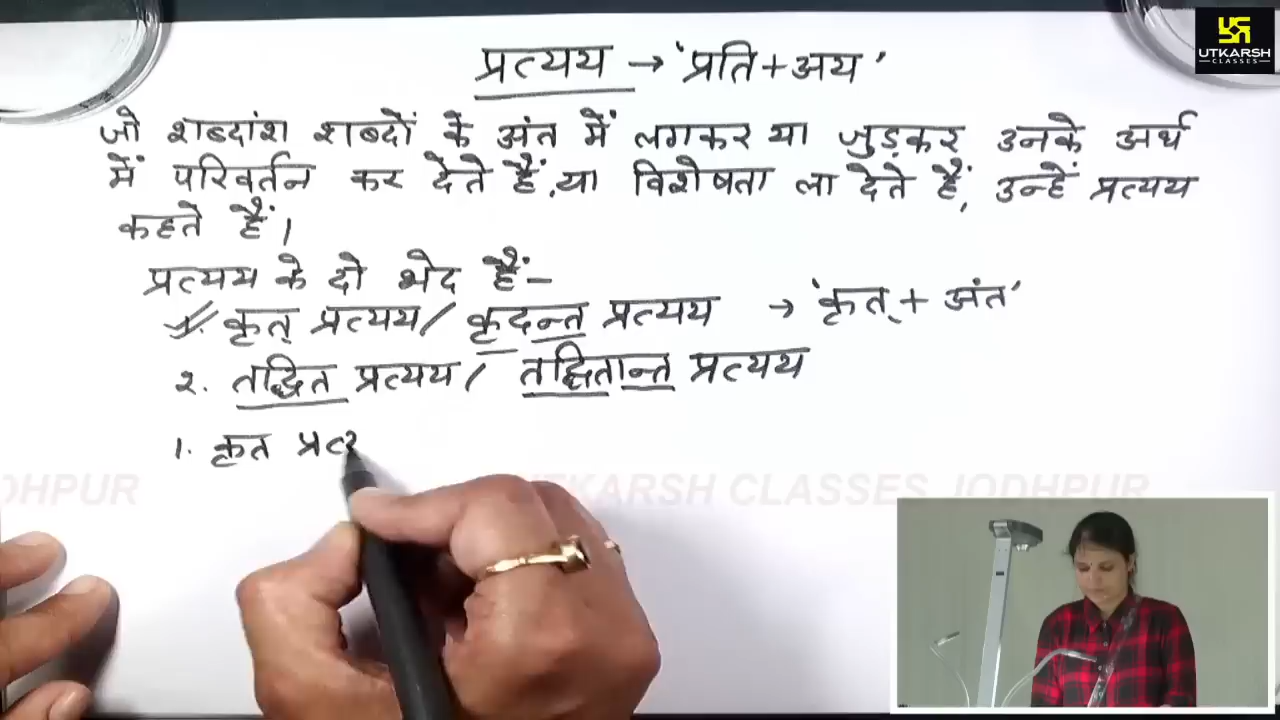 UTKARSH
CLASSES
प्रत्यय → 'प्रति + अय'
जो शब्दांश शब्दों के अंत में लगकर या जुड़कर उनके अर्थ
में परिवर्तन कर देते हैं, या विशेषता ला देते हैं, उन्हें प्रत्यय
कहते हैं।
प्रत्यय के दो भेद हैं-
१. कृत् प्रत्यय/ कृदन्त प्रत्यय → 'कृत् + अंत'
२. तद्धित प्रत्यय/ तद्धितान्त प्रत्यय
1. कृत
UTKARSH CLASSES JODHPUR